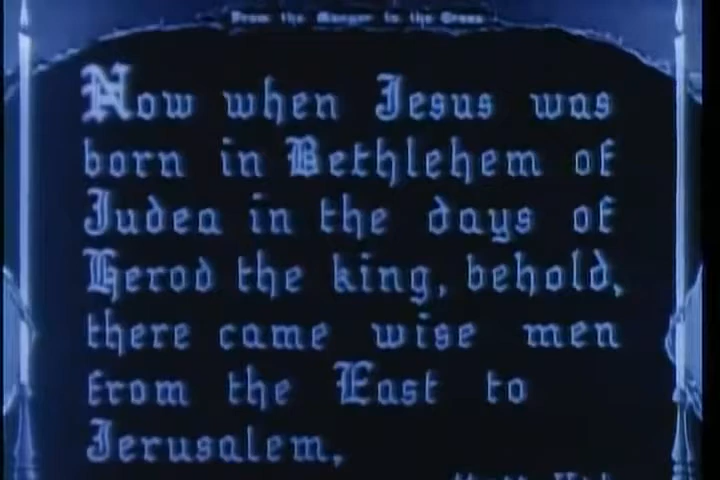 From the Manger to the Cross
Now when Jesus was
born in Bethlehem of
Judea in the days of
Herod the king, behold,
there came wise men
from the East to
Jerusalem,